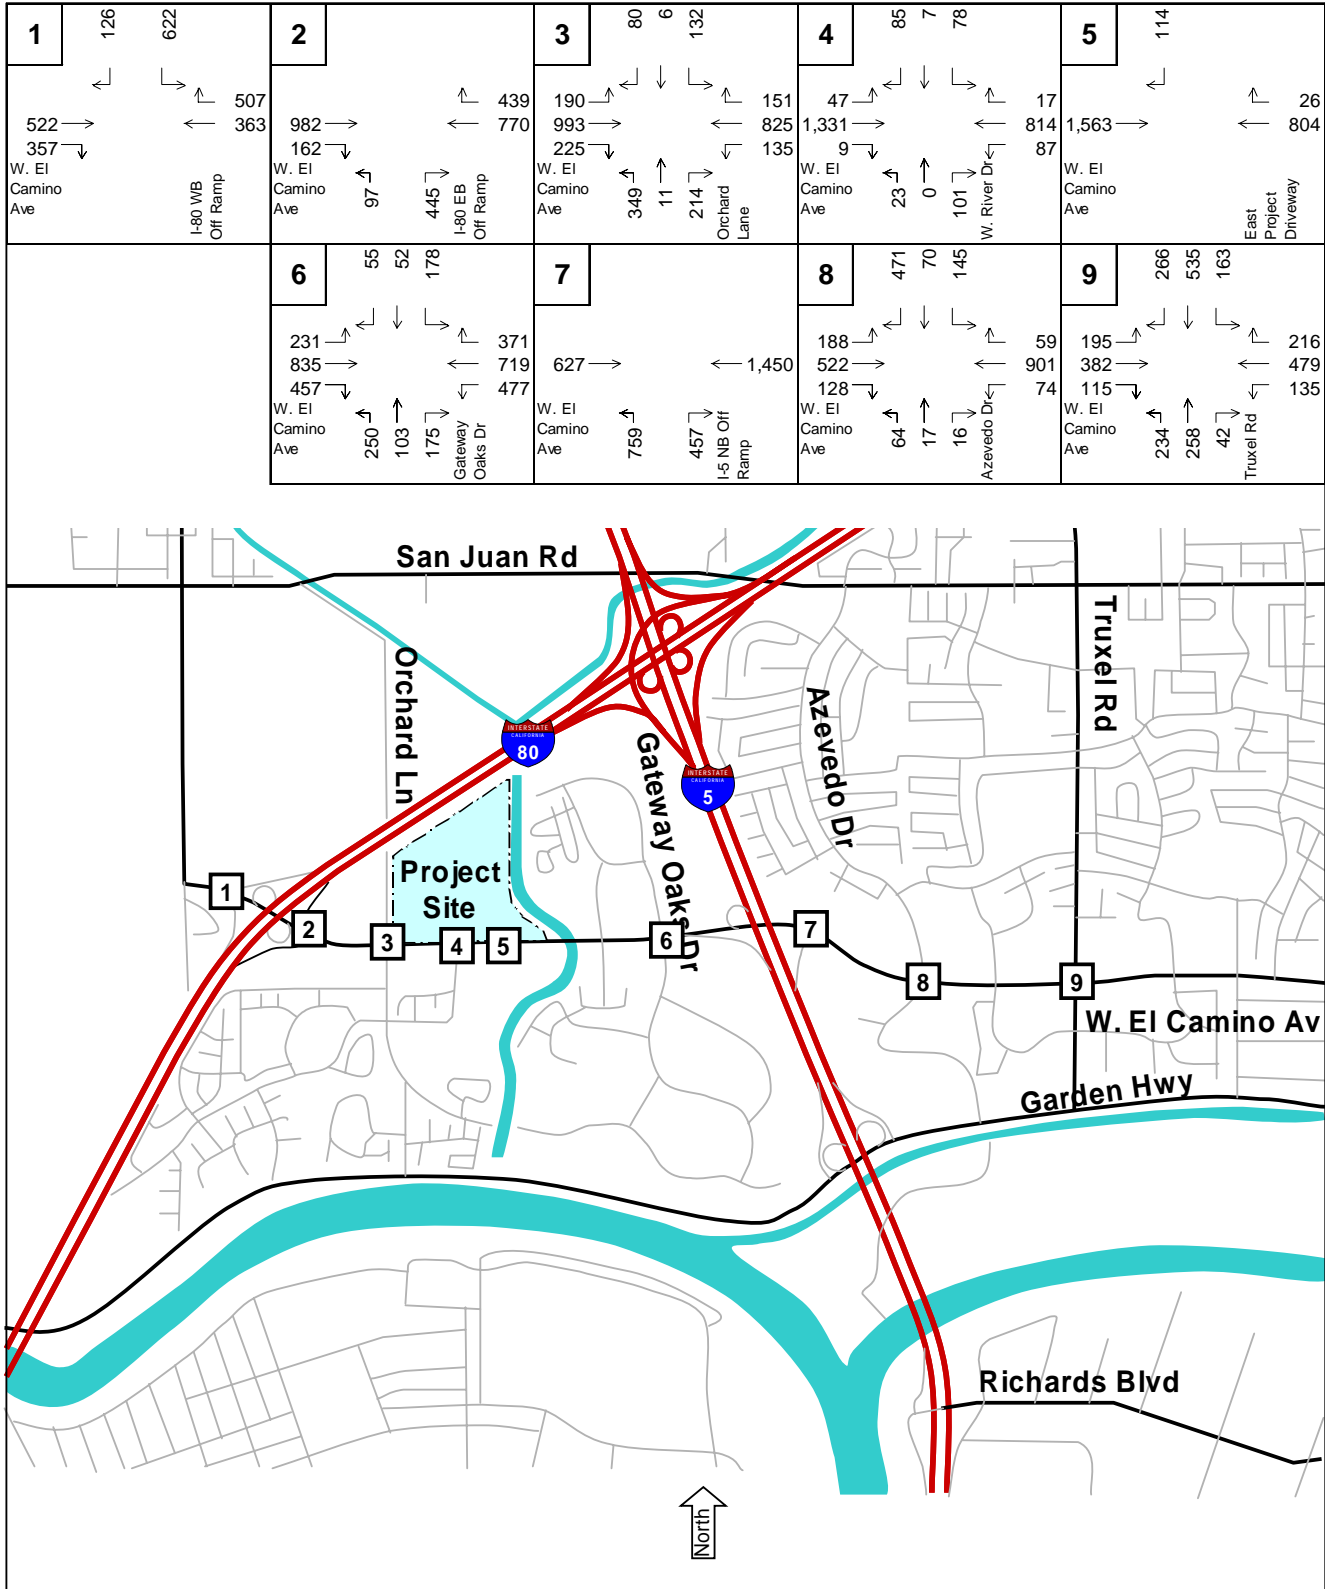 1
126
622
507
363
522
357
W. El
Camino
Ave
I-80 WB
Off Ramp
2
439
770
982
162
W. El
Camino
Ave
97
445
I-80 EB
Off Ramp
3
80
6
132
190
993
225
151
825
135
W. El
Camino
Ave
349
11
214
Orchard
Lane
4
85
7
78
47
1,331
9
17
814
87
W. El
Camino
Ave
23
0
101
W. River Dr
5
114
1,563
26
804
W. El
Camino
Ave
East
Project
Driveway
6
55
52
178
231
835
457
371
719
477
W. El
Camino
Ave
250
103
175
Gateway
Oaks Dr
7
627
1,450
W. El
Camino
Ave
759
457
I-5 NB Off
Ramp
8
471
70
145
188
522
128
59
901
74
W. El
Camino
Ave
64
17
16
Azevedo Dr
9
266
535
163
195
382
115
216
479
135
W. El
Camino
Ave
234
258
42
Truxel Rd
San Juan Rd
Orchard Ln
Truxel Rd
Azevedo Dr
Gateway Oaks Dr
INTERSTATE
CALIFORNIA
80
INTERSTATE
CALIFORNIA
5
Project
Site
1
2
3
4
5
6
7
8
9
W. El Camino Av
Garden Hwy
Richards Blvd
North